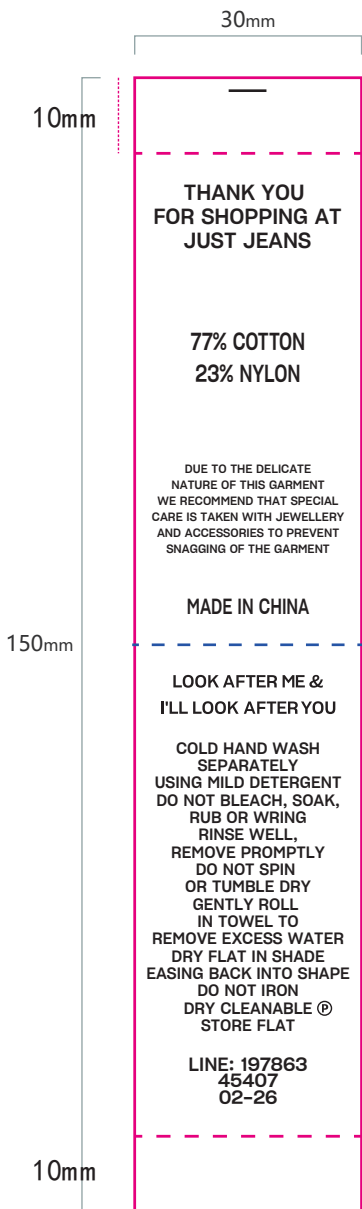 30mm
10mm
THANK YOU
FOR SHOPPING AT
JUST JEANS
77% COTTON
23% NYLON
DUE TO THE DELICATE
NATURE OF THIS GARMENT
WE RECOMMEND THAT SPECIAL
CARE IS TAKEN WITH JEWELLERY
AND ACCESSORIES TO PREVENT
SNAGGING OF THE GARMENT
MADE IN CHINA
150mm
LOOK AFTER ME &
I'LL LOOK AFTER YOU
COLD HAND WASH
SEPARATELY
USING MILD DETERGENT
DO NOT BLEACH, SOAK,
RUB OR WRING
RINSE WELL,
REMOVE PROMPTLY
DO NOT SPIN
OR TUMBLE DRY
GENTLY ROLL
IN TOWEL TO
REMOVE EXCESS WATER
DRY FLAT IN SHADE
EASING BACK INTO SHAPE
DO NOT IRON
DRY CLEANABLE Ⓟ
STORE FLAT
LINE: 197863
45407
02-26
10mm